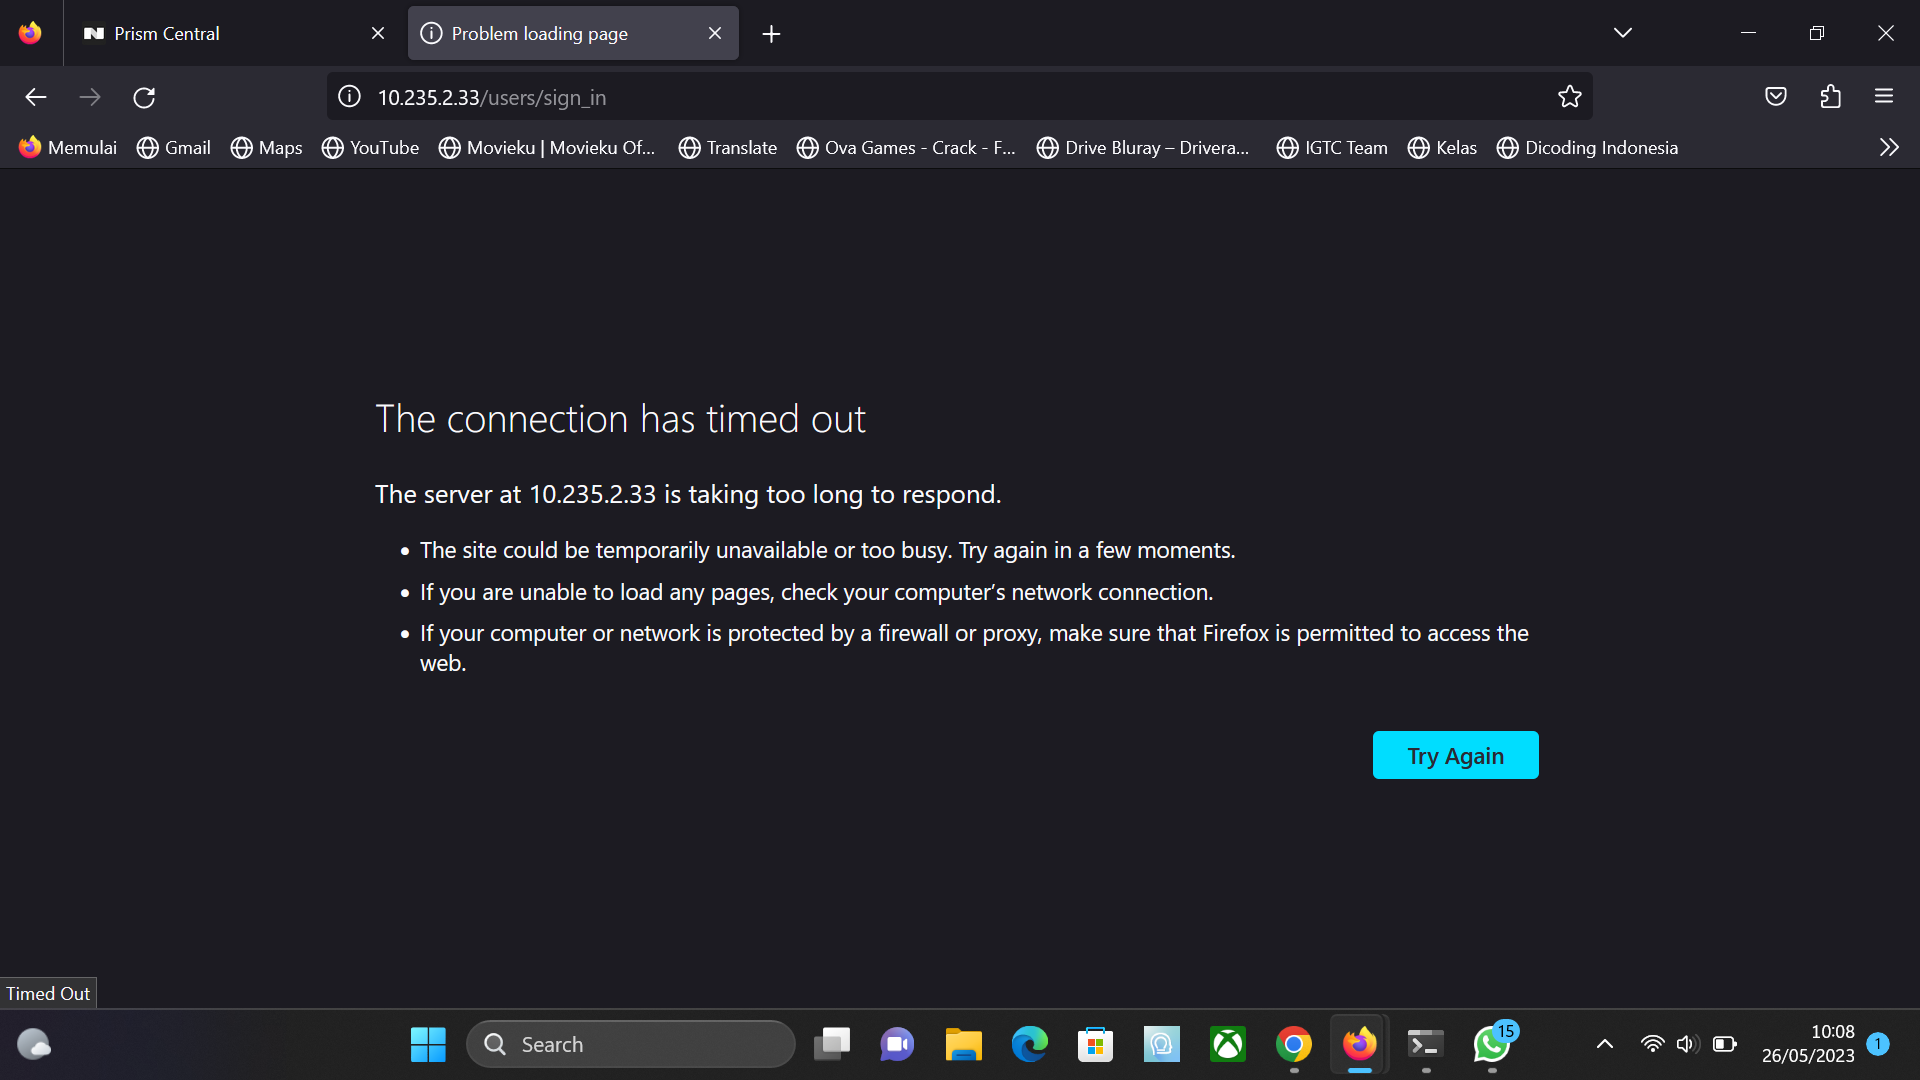 Prism Central
Problem loading page
10.235.2.33/users/sign_in
Memulai
Gmail
Maps
YouTube
Movieku | Movieku Of...
Translate
Ova Games - Crack - F...
Drive Bluray – Drivera...
IGTC Team
Kelas
Dicoding Indonesia
The connection has timed out
The server at 10.235.2.33 is taking too long to respond.
• The site could be temporarily unavailable or too busy. Try again in a few moments.
• If you are unable to load any pages, check your computer’s network connection.
• If your computer or network is protected by a firewall or proxy, make sure that Firefox is permitted to access the
web.
Try Again
Timed Out
Search
15
10:08
26/05/2023
1